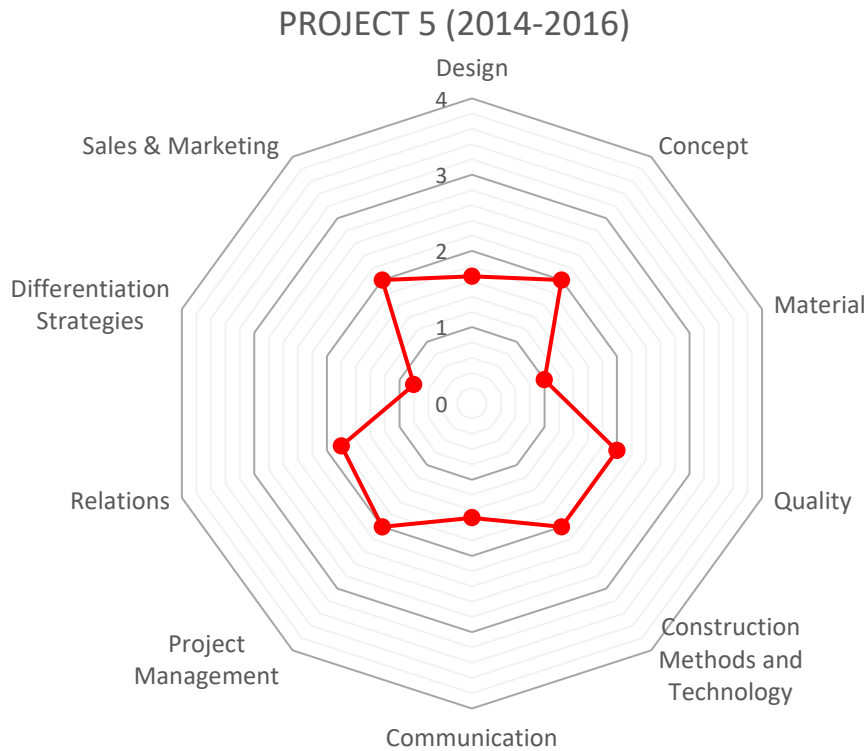 PROJECT 5 (2014-2016)
Design
4
Sales & Marketing
Concept
3
2
Differentiation
Strategies
Material
1
0
Relations
Quality
Project
Management
Construction
Methods and
Technology
Communication